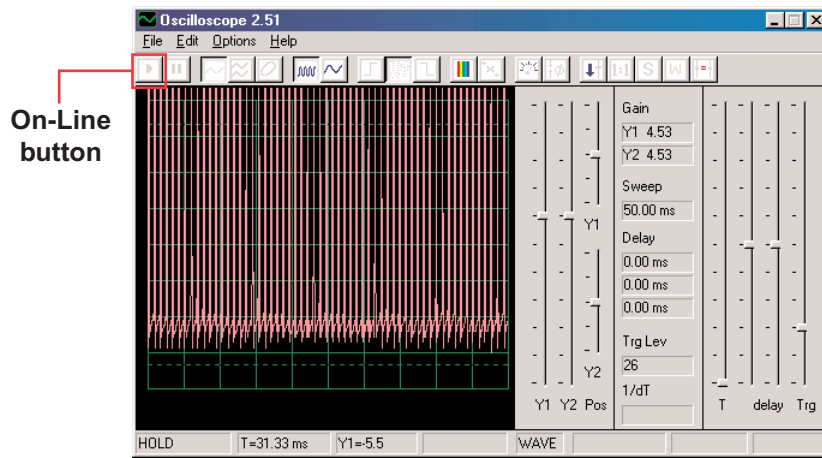 Oscilloscope 2.51
File Edit Options Help
1:1 S W
On-Line
button
Gain
Y1 4.53
Y2 4.53
Sweep
50.00 ms
Y1
Delay
0.00 ms
0.00 ms
0.00 ms
Trg Lev
26
Y2
1/dT
Y1 Y2 Pos
T delay Trg
HOLD T=31.33 ms Y1=-5.5 WAVE